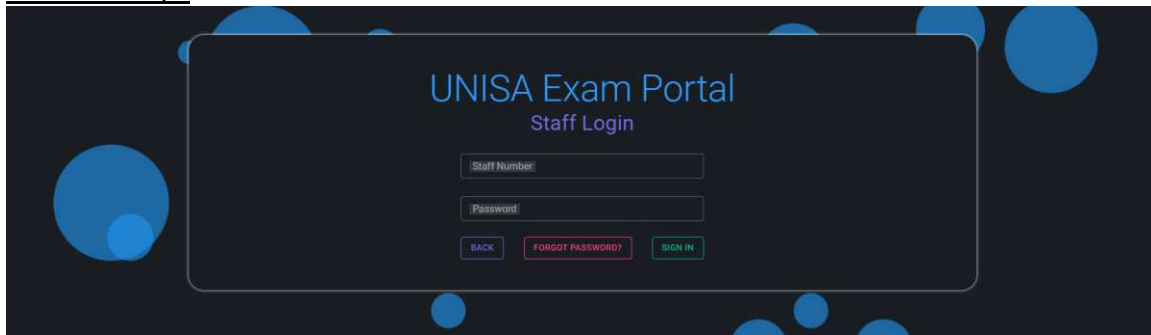 UNISA Exam Portal
Staff Login
Staff Number
Password
BACK FORGOT PASSWORD? SIGN IN